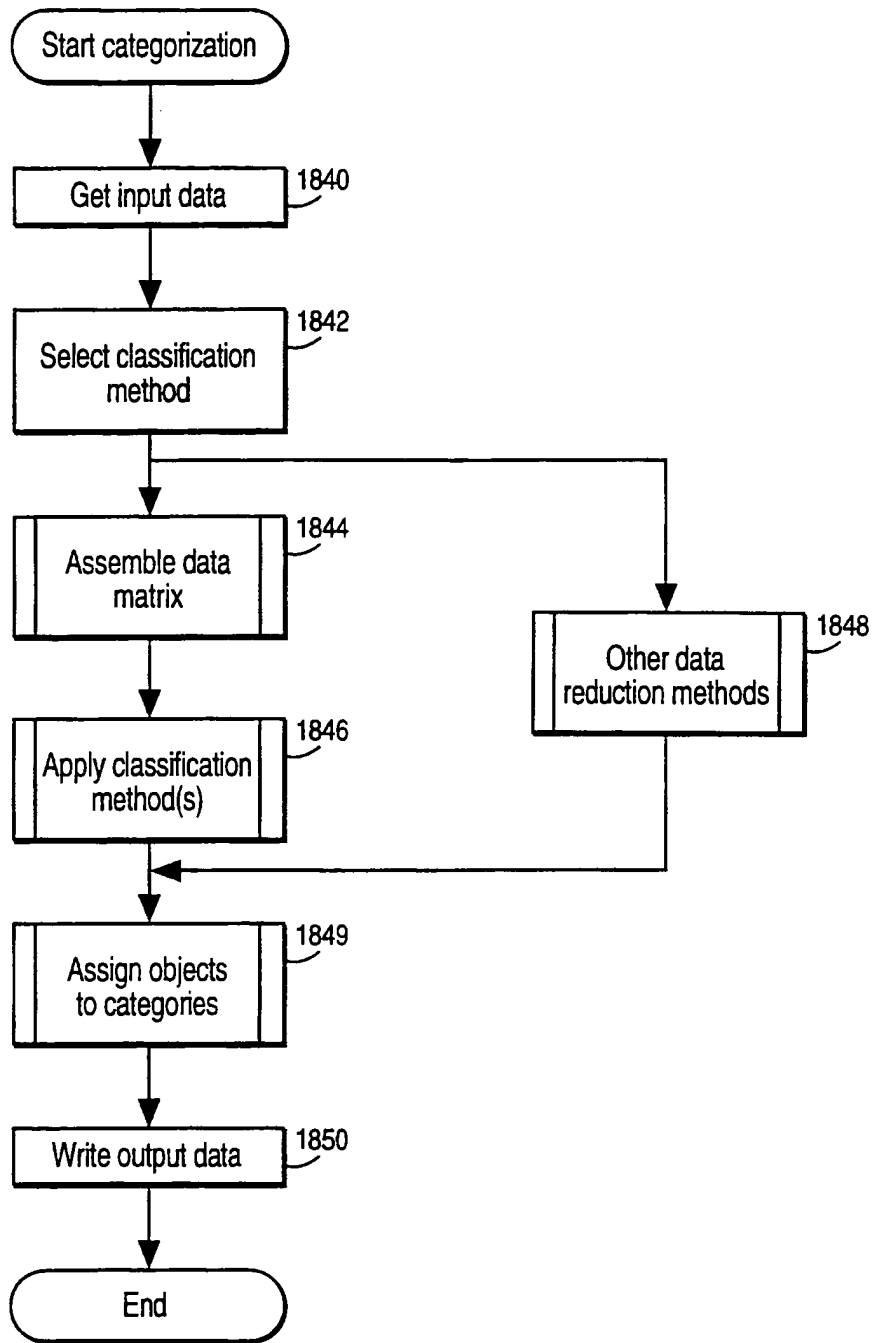 Start categorization
Get input data
1840
Select classification
method
1842
Assemble data
matrix
1844
Other data
reduction methods
1848
Apply classification
method(s)
1846
Assign objects
to categories
1849
Write output data
1850
End